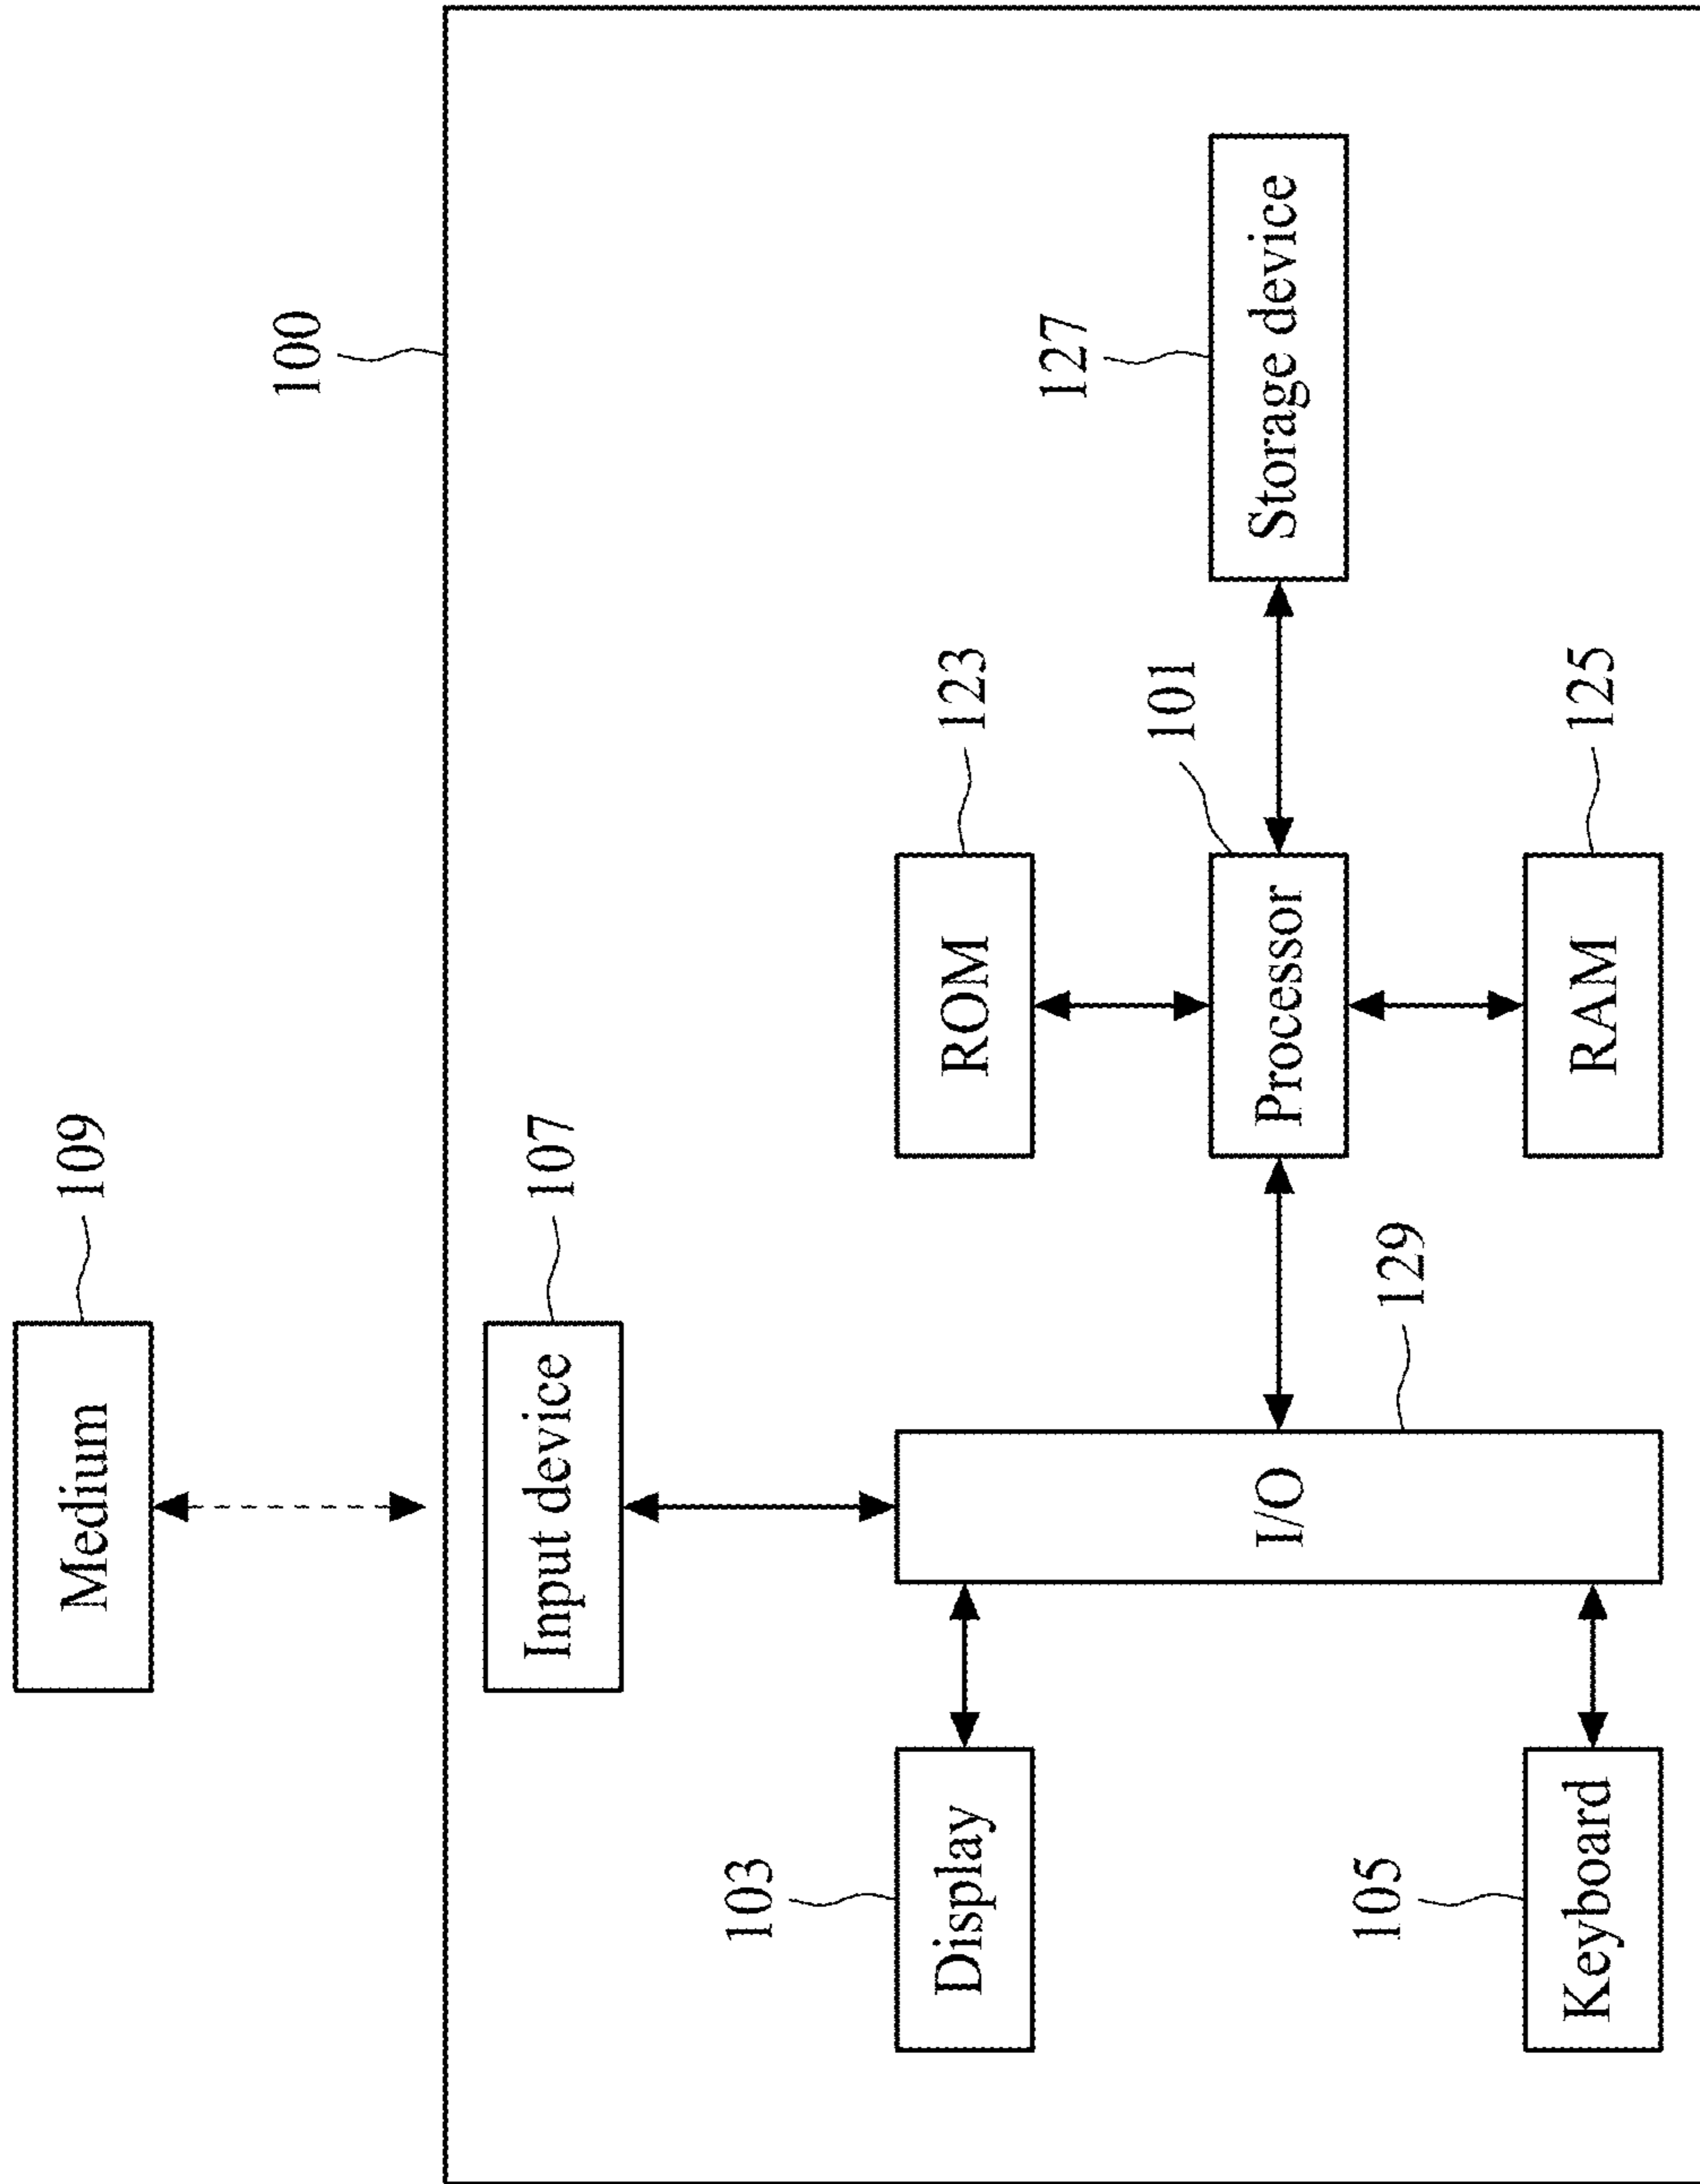 Medium
109
100
Input device
107
Display
103
I/O
129
ROM
123
Processor
101
Storage device
127
Keyboard
105
RAM
125